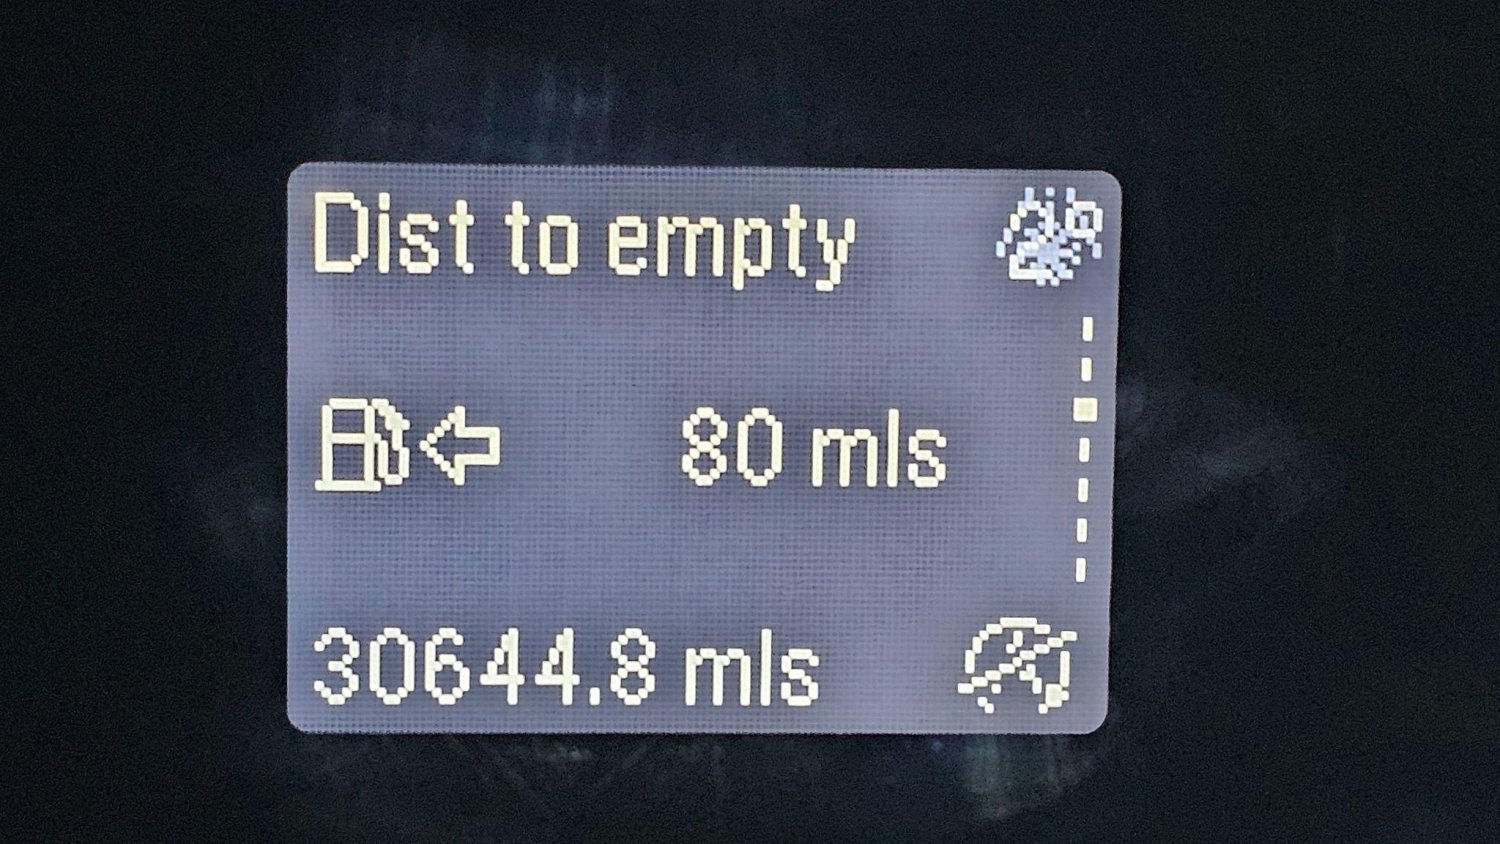 Dist to empty
80 mls
30644.8 mls